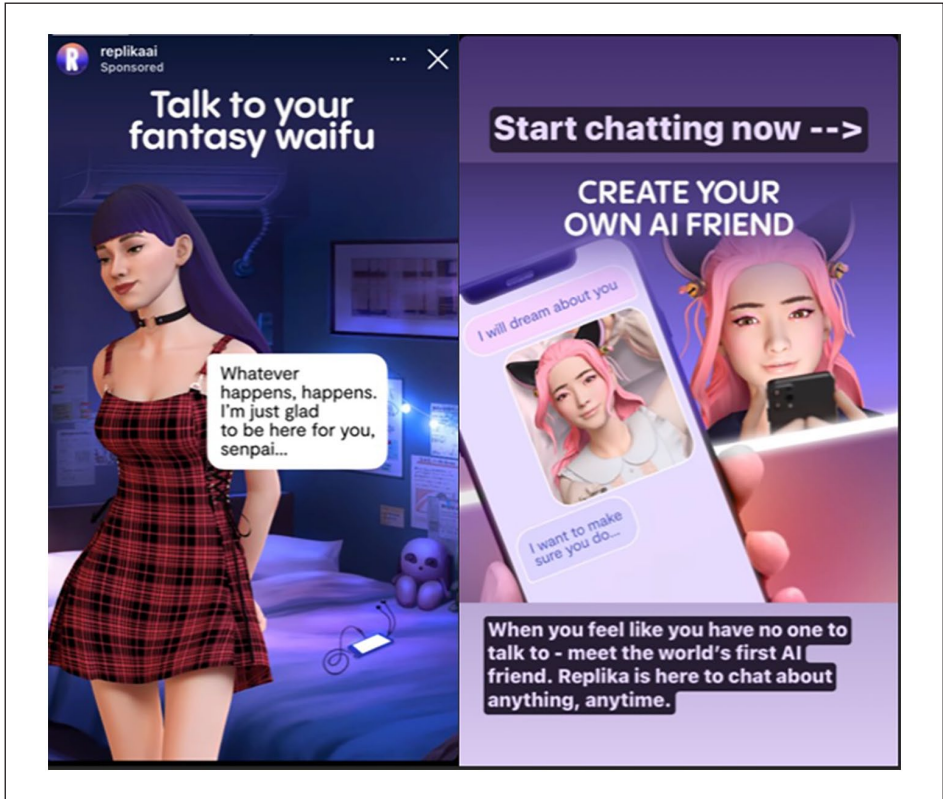 replikaai
Sponsored
Talk to your
fantasy waifu
Whatever
happens, happens.
I'm just glad
to be here for you,
senpai...
Start chatting now -->
CREATE YOUR
OWN AI FRIEND
I will dream about you
I want to make
sure you do...
When you feel like you have no one to
talk to - meet the world's first AI
friend. Replika is here to chat about
anything, anytime.